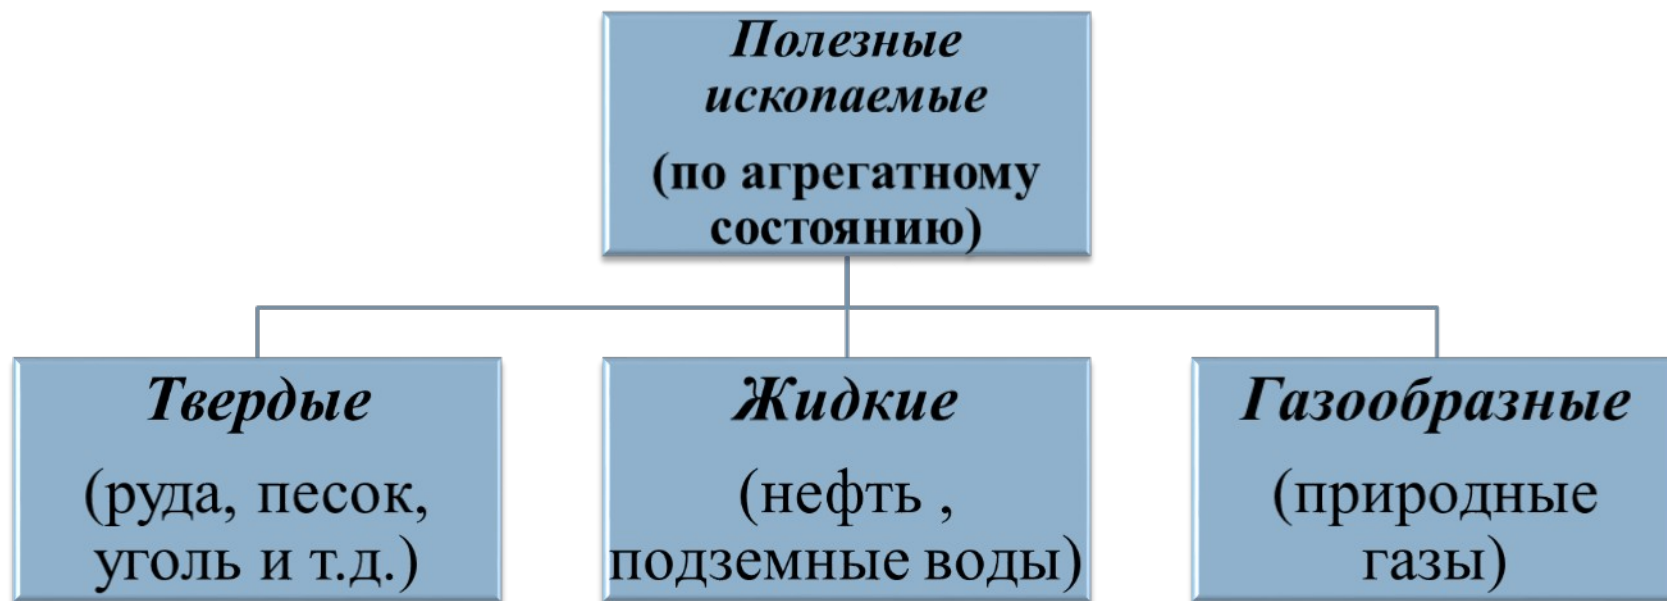 Полезные
ископаемые
(по агрегатному
состоянию)
Твердые
(руда, песок,
уголь и т.д.)
Жидкие
(нефть ,
подземные воды)
Газообразные
(природные
газы)